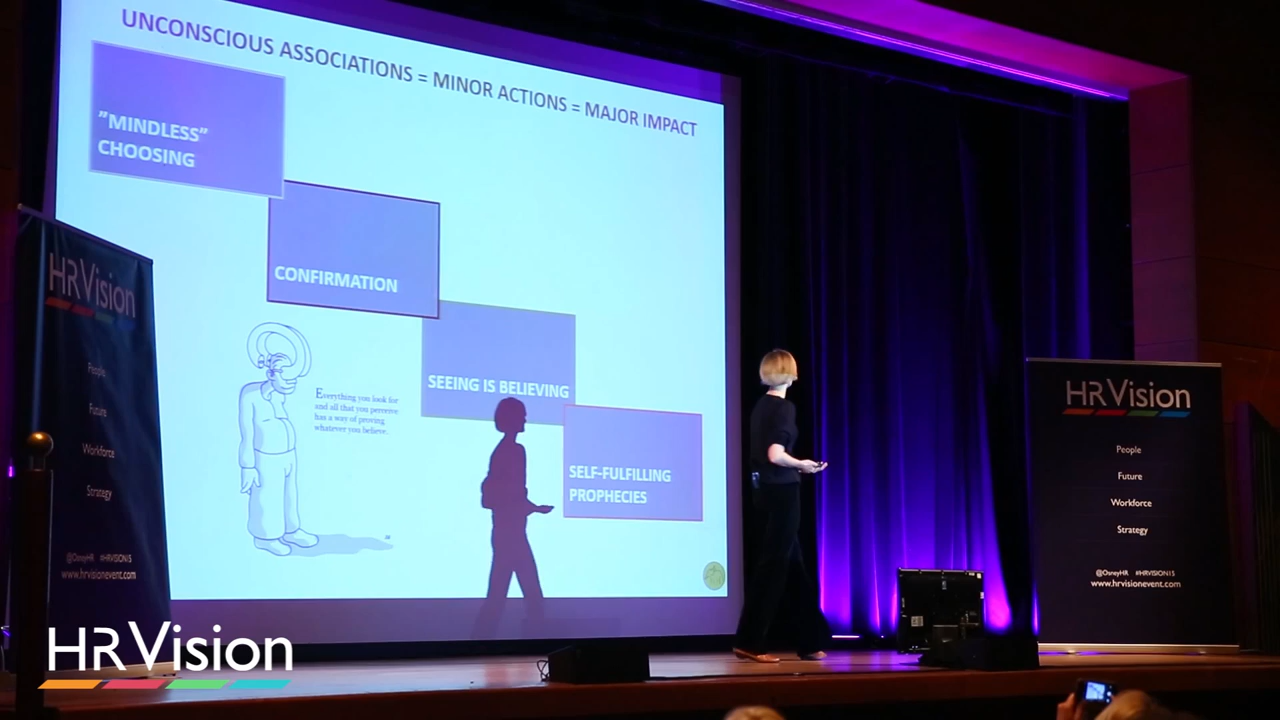 UNCONSCIOUS ASSOCIATIONS = MINOR ACTIONS = MAJOR IMPACT
”MINDLESS”
CHOOSING
CONFIRMATION
SEEING IS BELIEVING
SELF-FULFILLING
PROPHECIES
Everything you look for
and all that you perceive
has a way of proving
whatever you believe.
HRVision
People
Future
Workforce
Strategy
@OsneyHR #HRVISION15
www.hrvisionevent.com
HRVision
People
Future
Workforce
Strategy
@OsneyHR #HRVISION15
www.hrvisionevent.com
HRVision